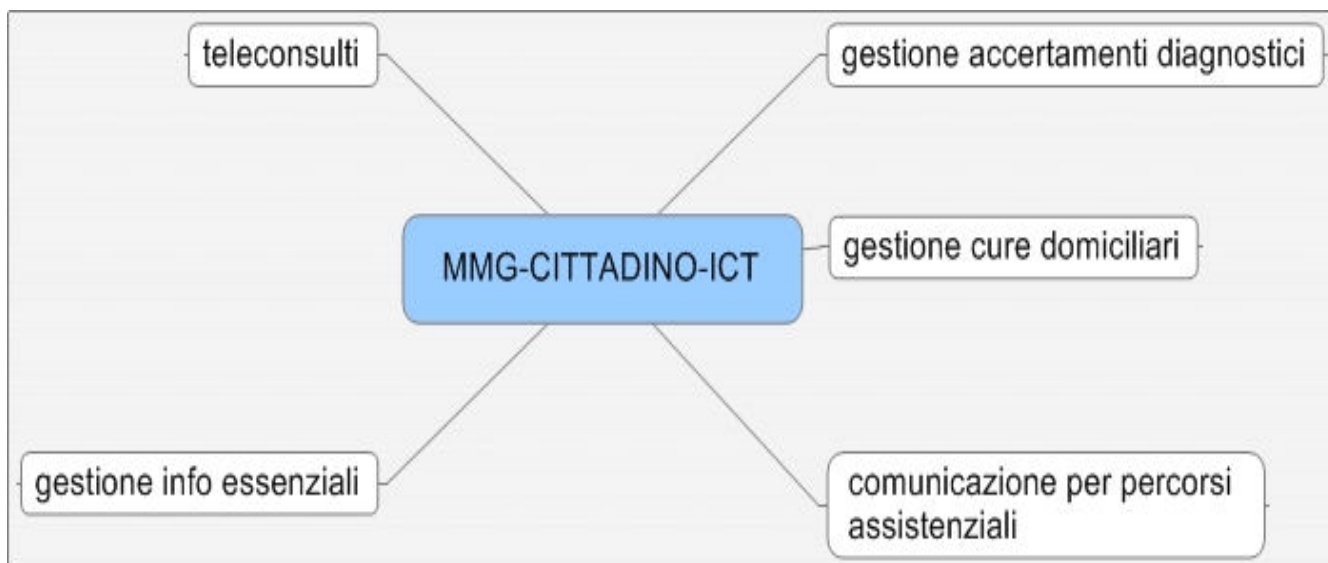 teleconsulti
gestione accertamenti diagnostici
MMG-CITTADINO-ICT
gestione cure domiciliari
gestione info essenziali
comunicazione per percorsi
assistenziali